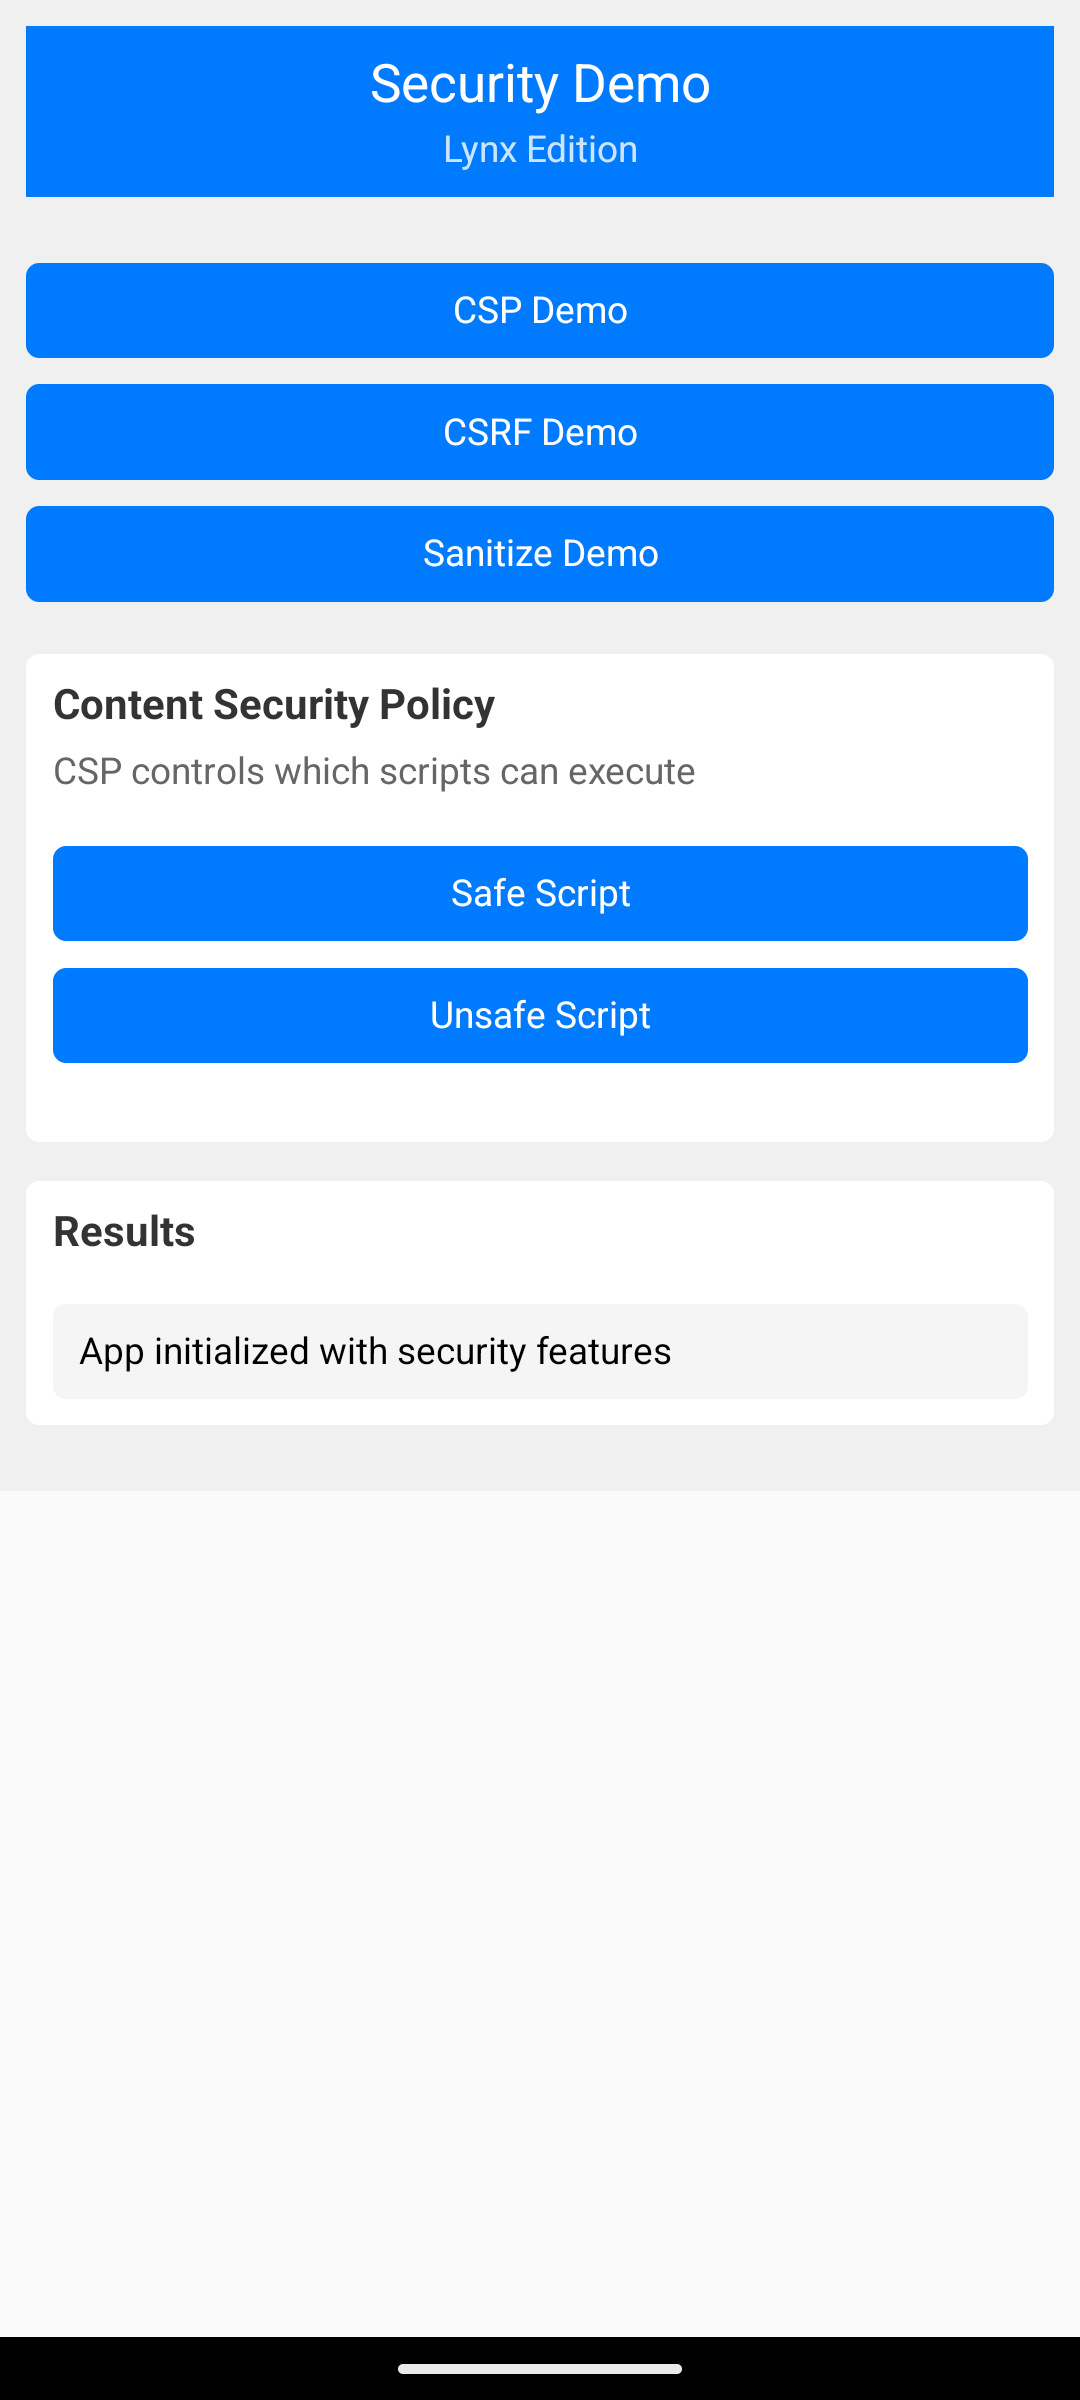 Security Demo
Lynx Edition
CSP Demo
CSRF Demo
Sanitize Demo
Content Security Policy
CSP controls which scripts can execute
Safe Script
Unsafe Script
Results
App initialized with security features